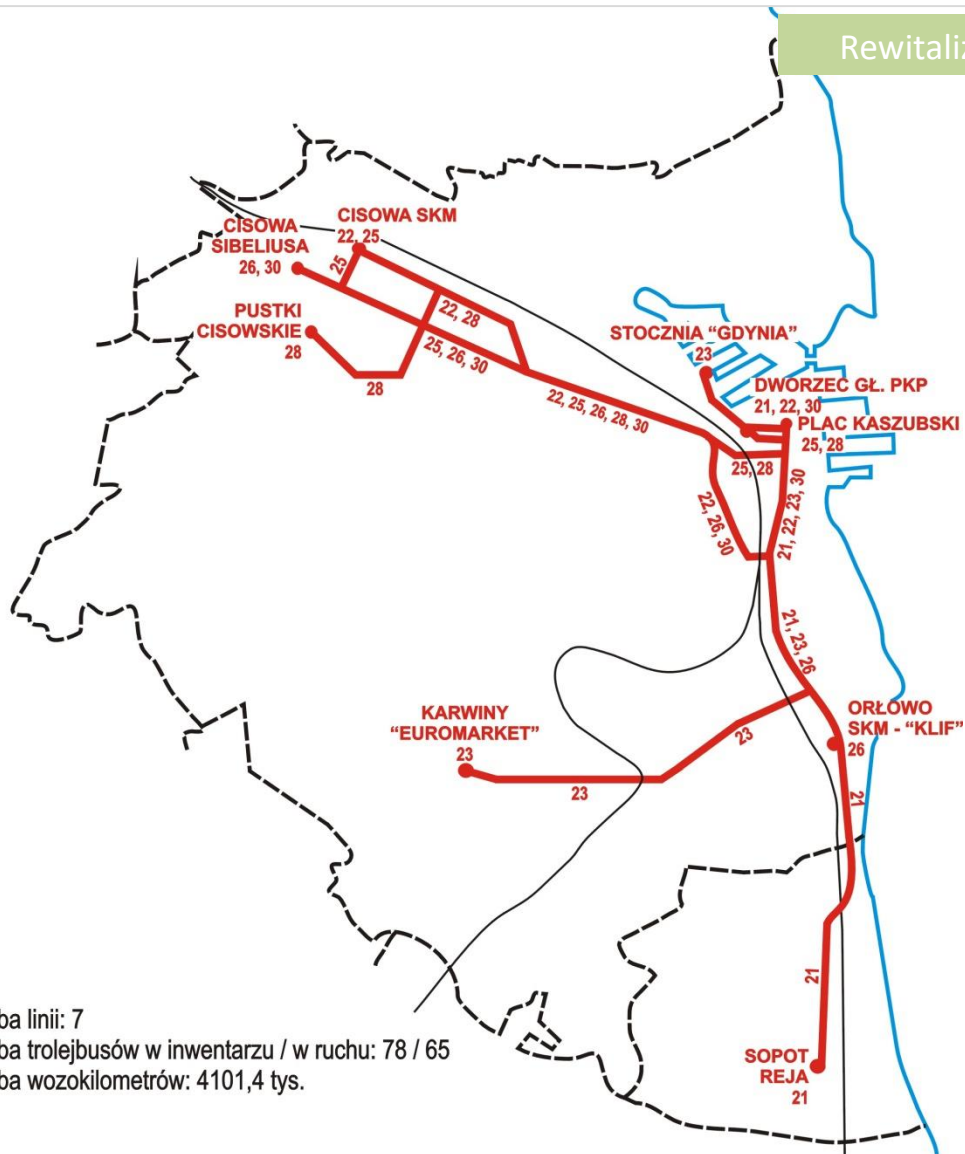 Rewitaliz
CISOWA SKM
22, 25
CISOWA
SIBELIUSA
26, 30
25
PUSTKI
CISOWSKIE
28
22, 28
25, 26, 30
28
22, 25, 26, 28, 30
STOCZNIA "GDYNIA"
23
DWORZEC GŁ. PKP
21, 22, 30
PLAC KASZUBSKI
25, 28
25, 28
22, 26, 30
21, 22, 23, 30
21, 23, 26
KARWINY
"EUROMARKET"
23
23
23
ORŁOWO
SKM - "KLIF"
26
21
21
SOPOT
REJA
21
ba linii: 7
ba trolejbusów w inwentarzu / w ruchu: 78 / 65
ba wozokilometrów: 4101,4 tys.